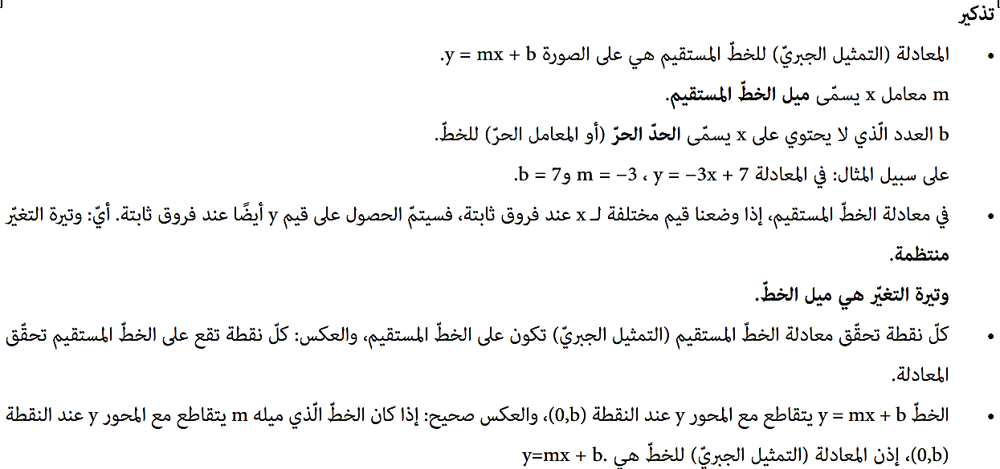 تذكير
• المعادلة (التمثيل الجبريّ) للخطّ المستقيم هي على الصورة y = mx + b.
m معامل x يسمّى ميل الخطّ المستقيم.
b العدد الّذي لا يحتوي على x يسمّى الحدّ الحرّ (أو المعامل الحرّ) للخطّ.
على سبيل المثال: في المعادلة y = −3x + 7 ، m = −3 و b = 7.
• في معادلة الخطّ المستقيم، إذا وضعنا قيم مختلفة لـ x عند فروق ثابتة، فسيتمّ الحصول على قيم y أيضًا عند فروق ثابتة. أيّ: وتيرة التغيّر
منتظمة.
وتيرة التغيّر هي ميل الخطّ.
• كلّ نقطة تحقّق معادلة الخطّ المستقيم (التمثيل الجبريّ) تكون على الخطّ المستقيم، والعكس: كلّ نقطة تقع على الخطّ المستقيم تحقّق
المعادلة.
• الخطّ y = mx + b يتقاطع مع المحور y عند النقطة (0,b)، والعكس صحيح: إذا كان الخطّ الّذي ميله m يتقاطع مع المحور y عند النقطة
(0,b)، إذن المعادلة (التمثيل الجبريّ) للخطّ هي .y=mx + b